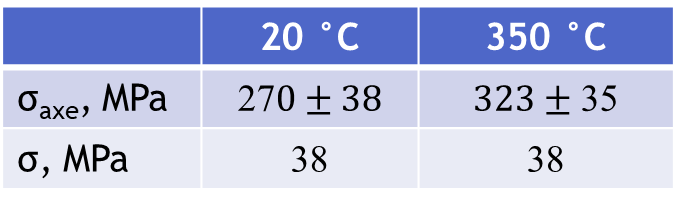 20 ˚C 350 ˚C
σaxe, MPa 270 ± 38 323 ± 35
σ, MPa 38 38